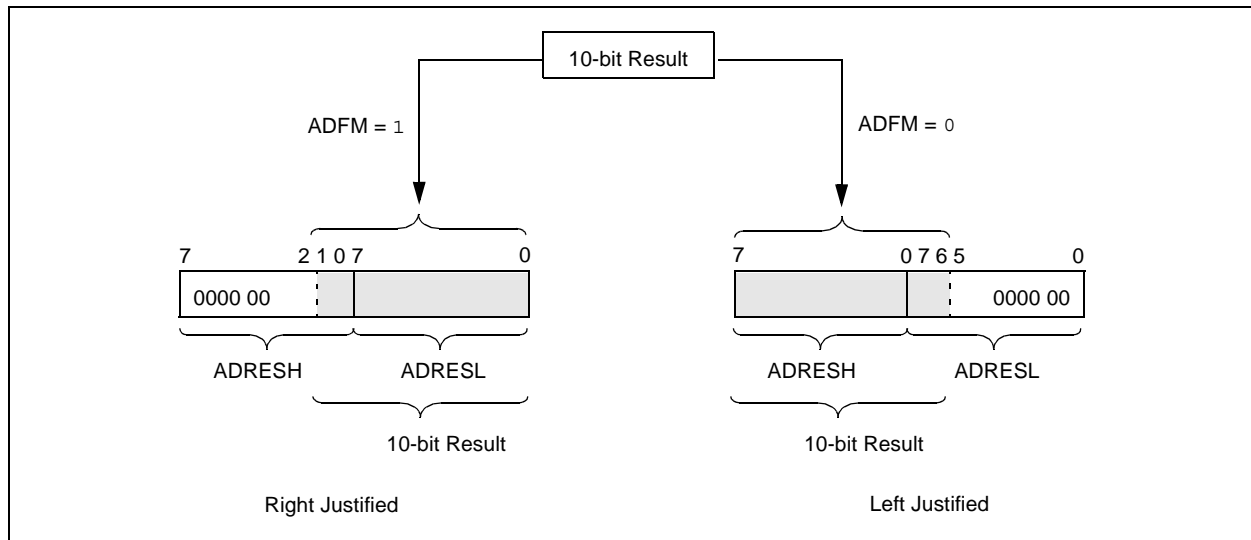 10-bit Result
ADFM = 1
ADFM = 0
7 2 1 0 7 0
7 0 7 6 5 0
0000 00
0000 00
ADRESH ADRESL
ADRESH ADRESL
10-bit Result
10-bit Result
Right Justified
Left Justified